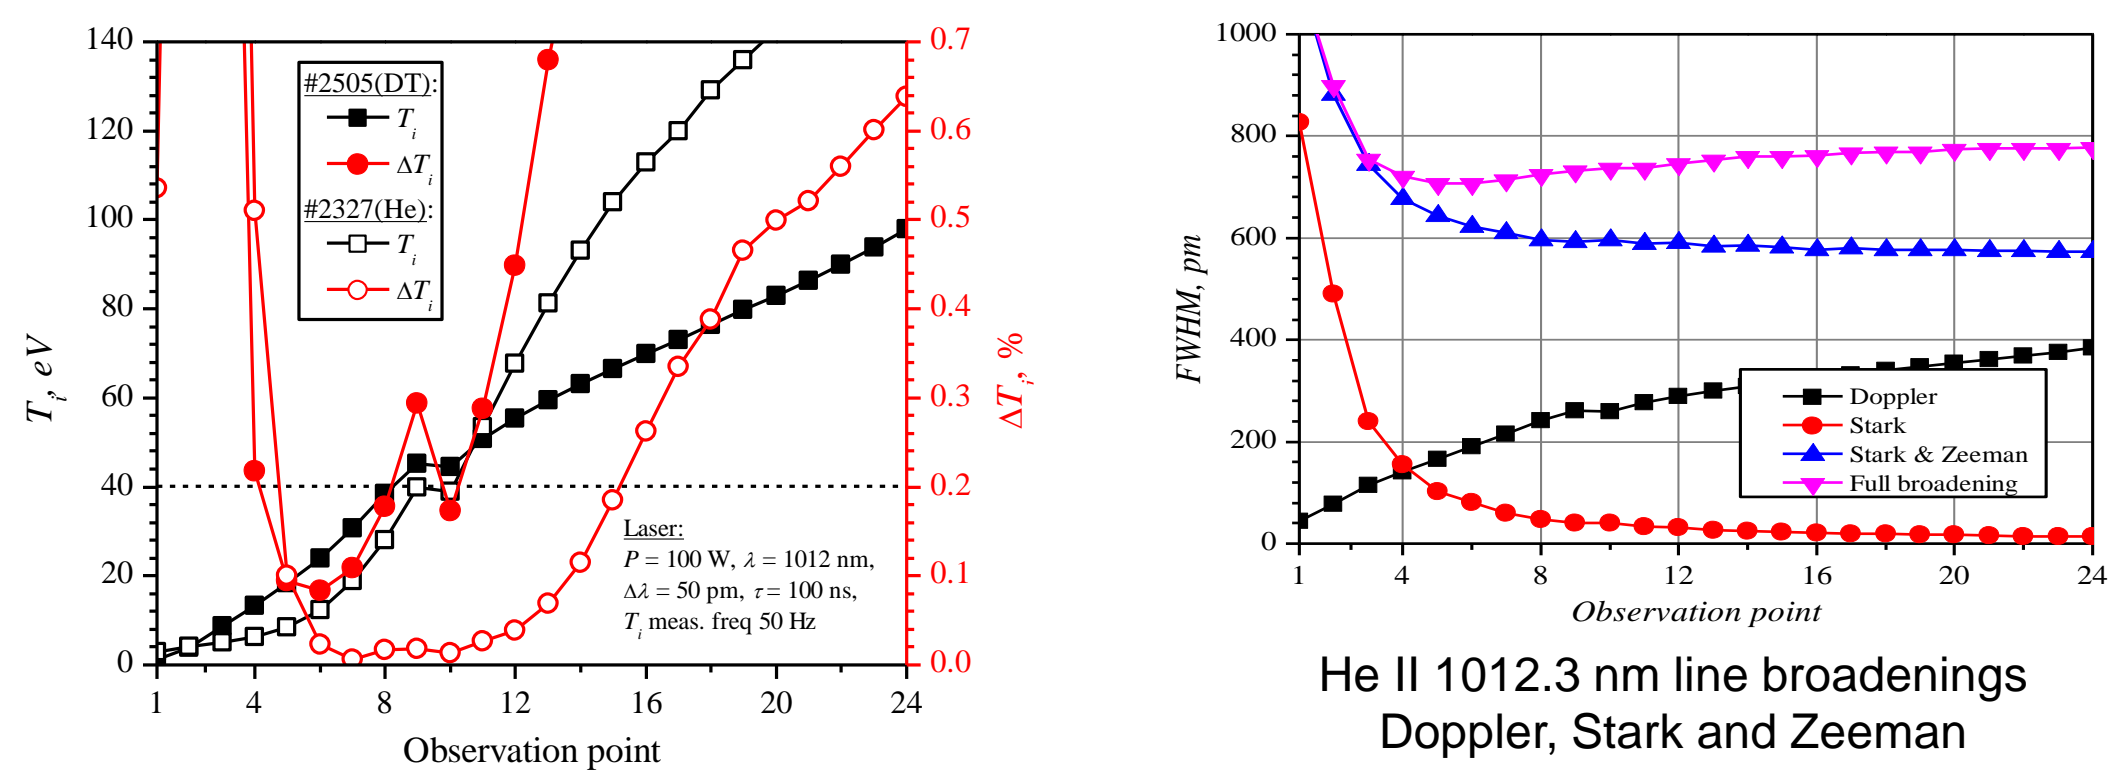 140
120
100
80
60
40
20
0
T_i, eV
#2505(DT):
T_i
ΔT_i
#2327(He):
T_i
ΔT_i
Laser:
P = 100 W, λ = 1012 nm,
Δλ = 50 pm, τ = 100 ns,
T_i meas. freq 50 Hz
0.7
0.6
0.5
0.4
0.3
0.2
0.1
0.0
ΔT_i, %
1 4 8 12 16 20 24
Observation point
1000
800
600
400
200
0
FWHM, pm
Doppler
Stark
Stark & Zeeman
Full broadening
1 4 8 12 16 20 24
Observation point
He II 1012.3 nm line broadenings
Doppler, Stark and Zeeman